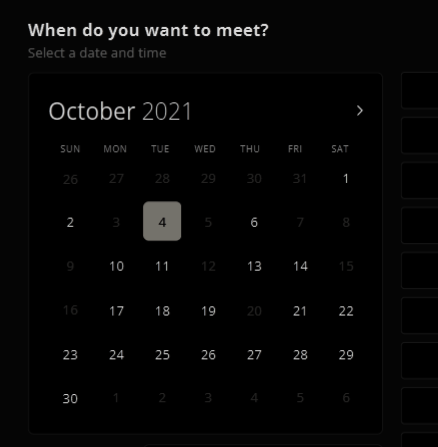 When do you want to meet?
Select a date and time
October 2021
SUN MON TUE WED THU FRI SAT
26 27 28 29 30 31 1
2 3 4 5 6 7 8
9 10 11 12 13 14 15
16 17 18 19 20 21 22
23 24 25 26 27 28 29
30 1 2 3 4 5 6